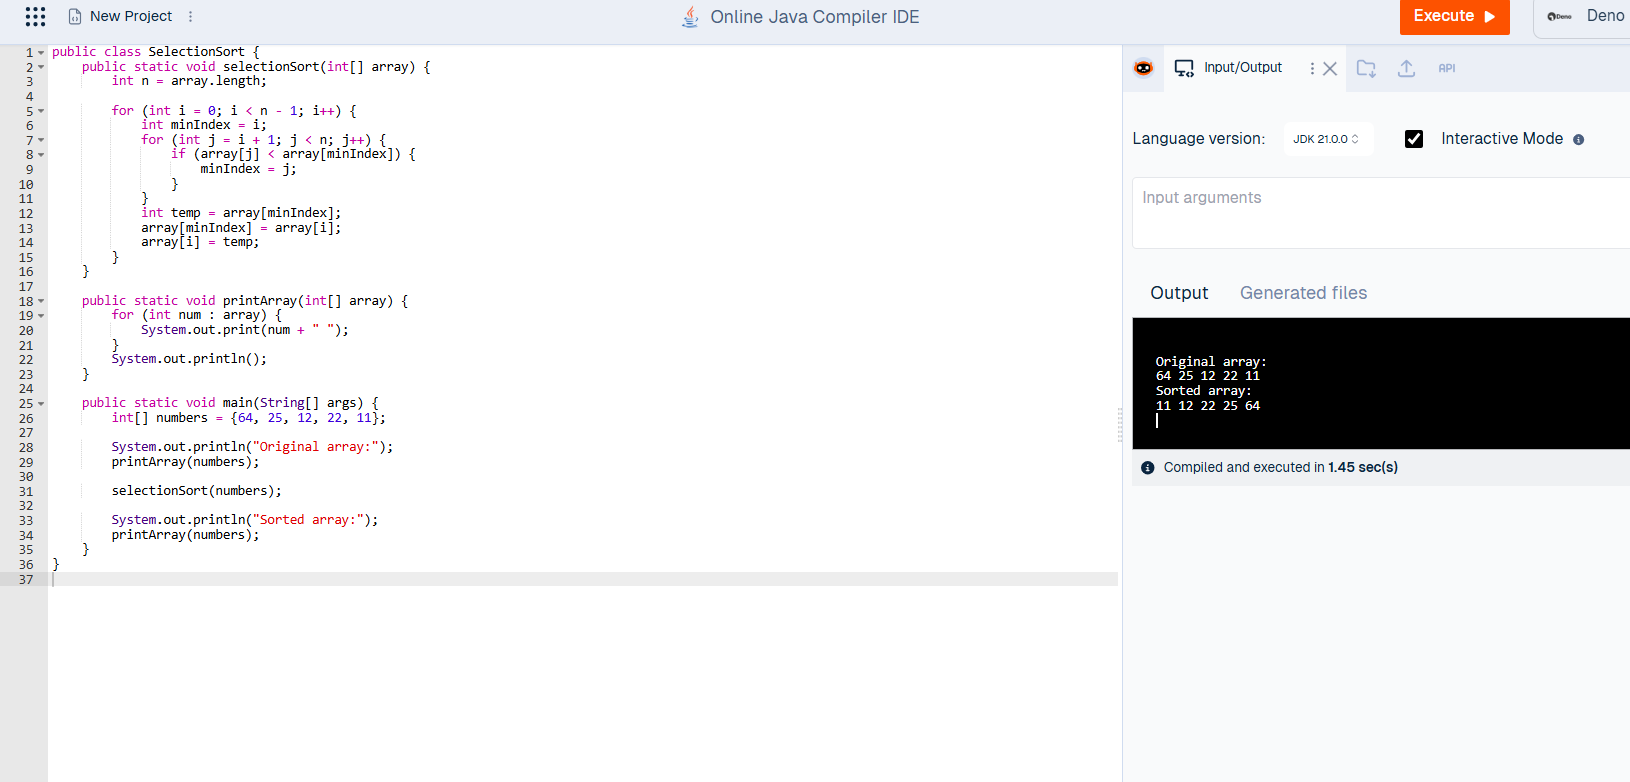 New Project
Online Java Compiler IDE
Execute
Deno
Deno
1 public class SelectionSort {
2     public static void selectionSort(int[] array) {
3         int n = array.length;
4
5         for (int i = 0; i < n - 1; i++) {
6             int minIndex = i;
7             for (int j = i + 1; j < n; j++) {
8                 if (array[j] < array[minIndex]) {
9                     minIndex = j;
10                 }
11             }
12             int temp = array[minIndex];
13             array[minIndex] = array[i];
14             array[i] = temp;
15         }
16     }
17
18     public static void printArray(int[] array) {
19         for (int num : array) {
20             System.out.print(num + " ");
21         }
22         System.out.println();
23     }
24
25     public static void main(String[] args) {
26         int[] numbers = {64, 25, 12, 22, 11};
27
28         System.out.println("Original array:");
29         printArray(numbers);
30
31         selectionSort(numbers);
32
33         System.out.println("Sorted array:");
34         printArray(numbers);
35     }
36 }
37
Input/Output
API
Language version:
JDK 21.0.0
Interactive Mode
Input arguments
Output
Generated files
Original array:
64 25 12 22 11
Sorted array:
11 12 22 25 64
Compiled and executed in 1.45 sec(s)